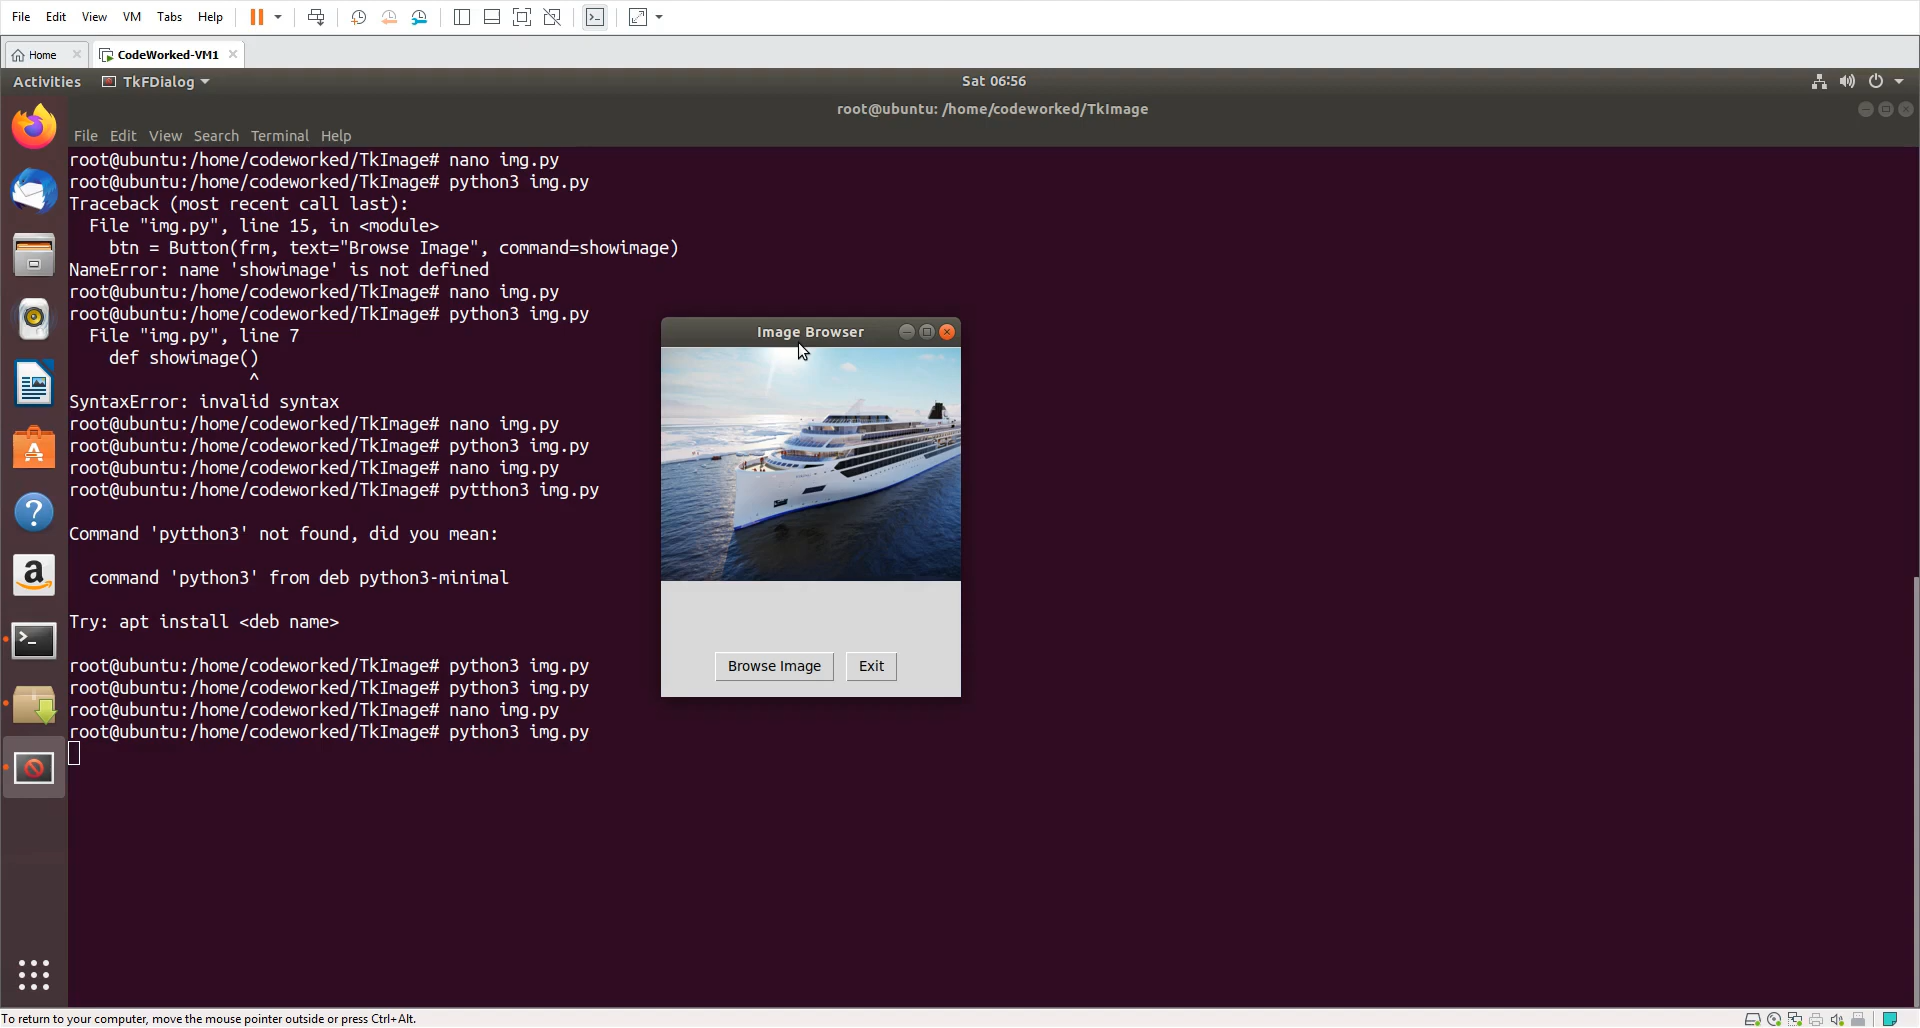 File Edit View VM Tabs Help
Home CodeWorked-VM1
Activities TkFDialog Sat 06:56
root@ubuntu: /home/codeworked/TkImage
File Edit View Search Terminal Help
root@ubuntu:/home/codeworked/TkImage# nano img.py
root@ubuntu:/home/codeworked/TkImage# python3 img.py
Traceback (most recent call last):
  File "img.py", line 15, in <module>
    btn = Button(frm, text="Browse Image", command=showimage)
NameError: name 'showimage' is not defined
root@ubuntu:/home/codeworked/TkImage# nano img.py
root@ubuntu:/home/codeworked/TkImage# python3 img.py
  File "img.py", line 7
    def showimage()
                  ^
SyntaxError: invalid syntax
root@ubuntu:/home/codeworked/TkImage# nano img.py
root@ubuntu:/home/codeworked/TkImage# python3 img.py
root@ubuntu:/home/codeworked/TkImage# nano img.py
root@ubuntu:/home/codeworked/TkImage# pytthon3 img.py
Command 'pytthon3' not found, did you mean:
  command 'python3' from deb python3-minimal
Try: apt install <deb name>
root@ubuntu:/home/codeworked/TkImage# python3 img.py
root@ubuntu:/home/codeworked/TkImage# python3 img.py
root@ubuntu:/home/codeworked/TkImage# nano img.py
root@ubuntu:/home/codeworked/TkImage# python3 img.py
Image Browser
Browse Image Exit
To return to your computer, move the mouse pointer outside or press Ctrl+Alt.